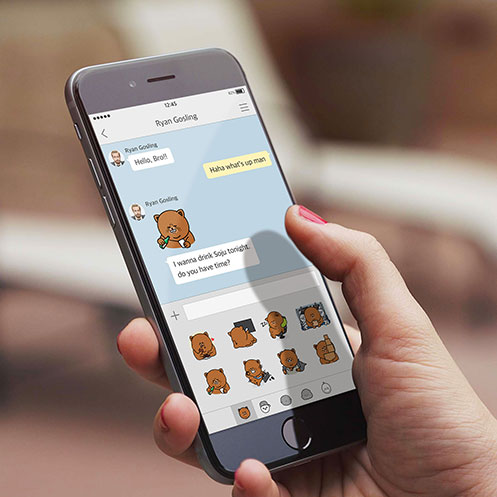 12:45
Ryan Gosling
Ryan Gosling
Hello, Bro!!
Haha what's up man
Ryan Gosling
I wanna drink Soju tonight.
do you have time?